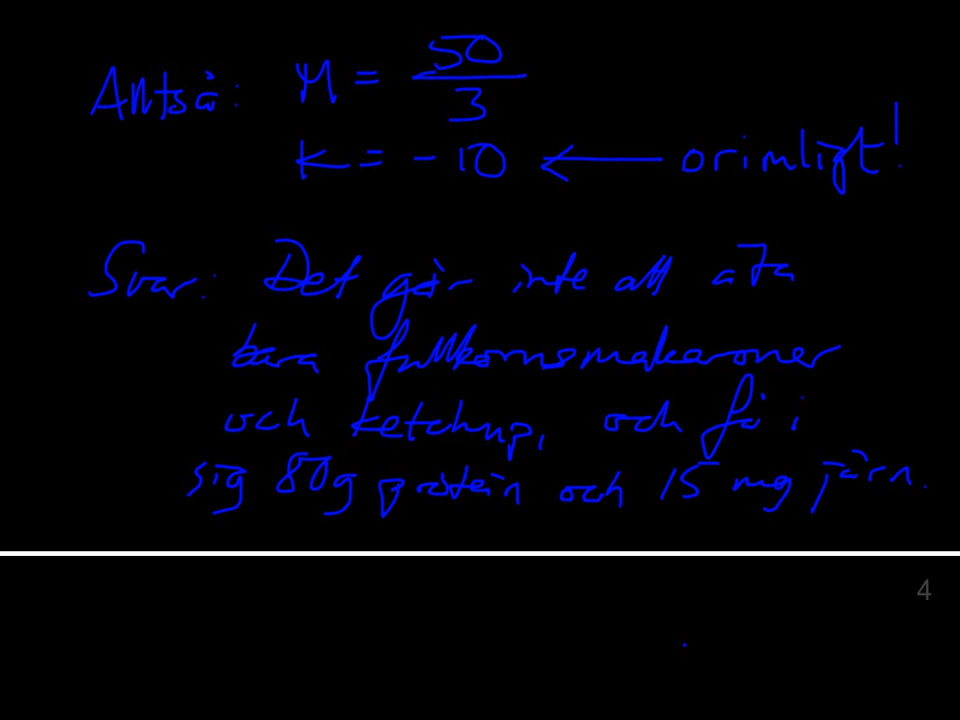 Alltså: M = 50/3
K = -10 ← orimligt!
Svar: Det går inte att äta
bara fullkornsmakaroner
och ketchup, och få i
sig 80g protein och 15 mg järn.
4